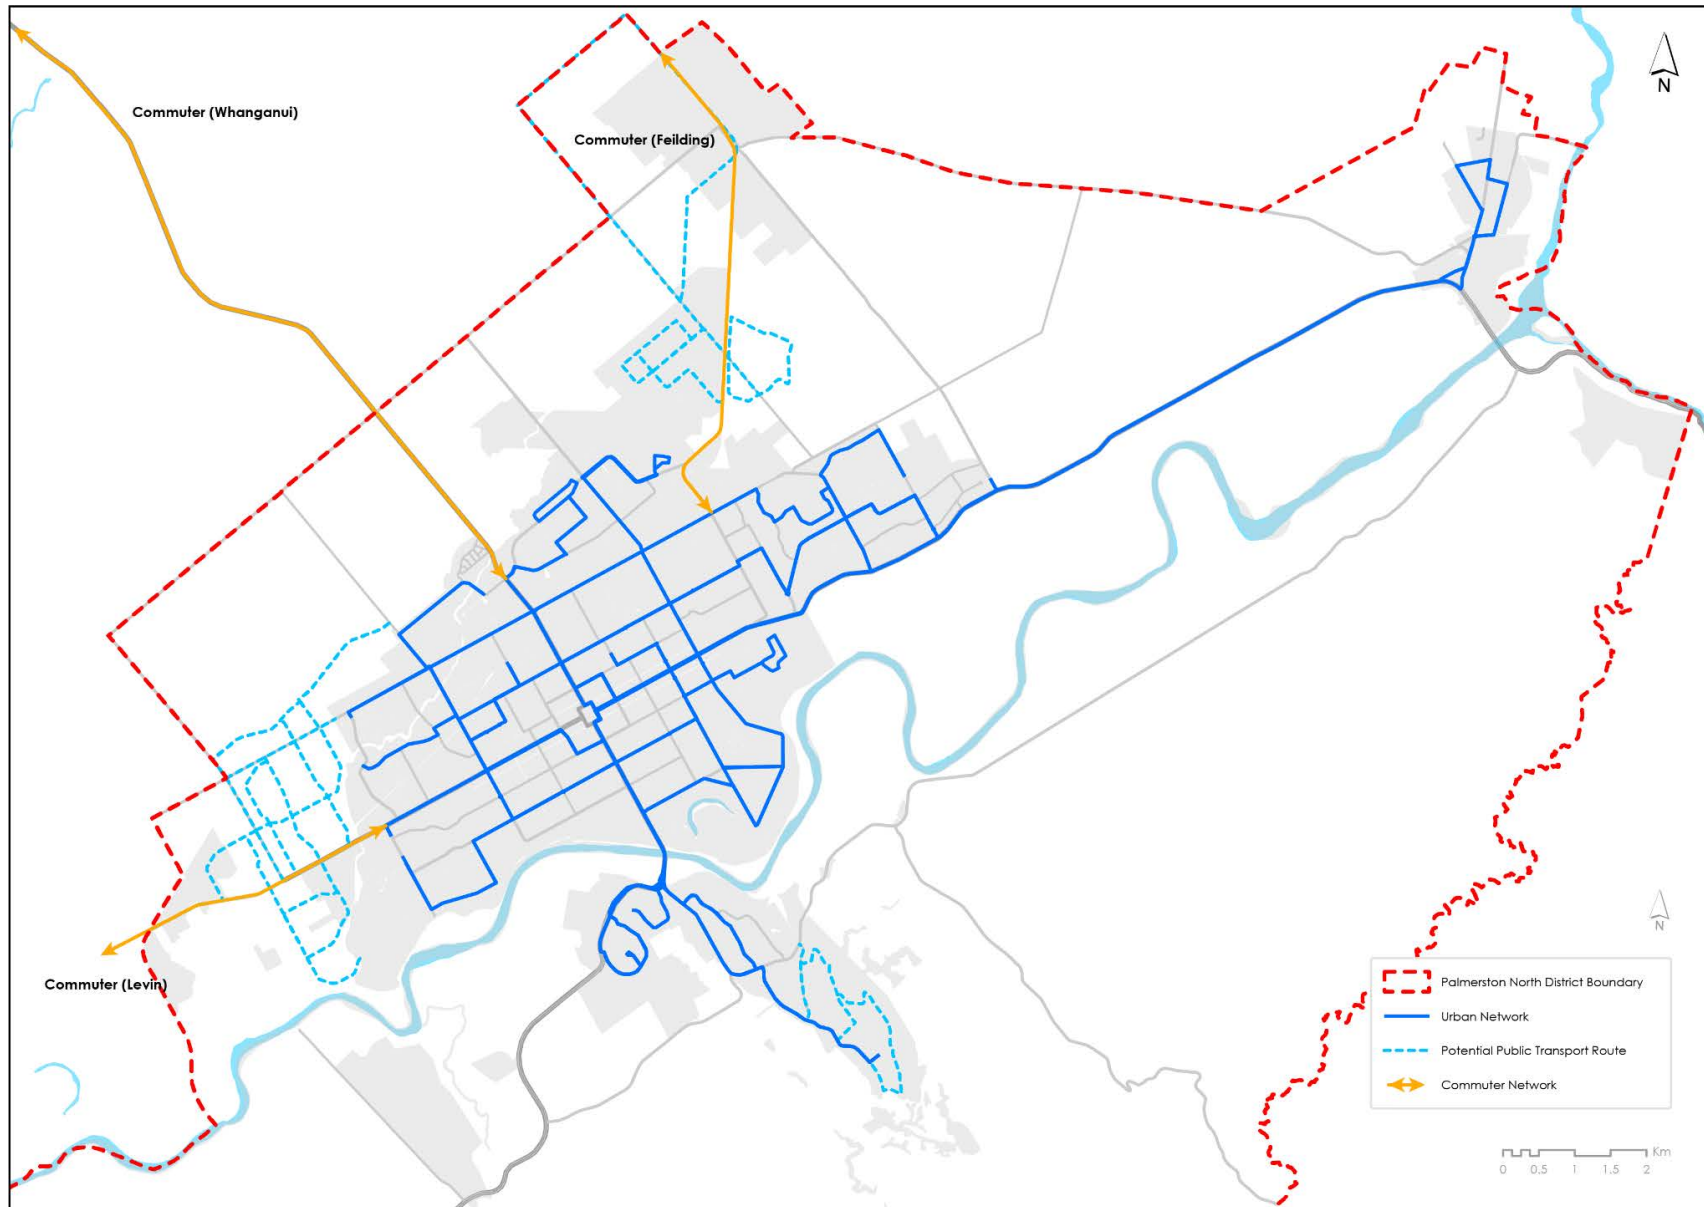 N
Commuter (Whanganui)
Commuter (Feilding)
Commuter (Levin)
N
Palmerston North District Boundary
Urban Network
Potential Public Transport Route
Commuter Network
Km
0 0.5 1 1.5 2